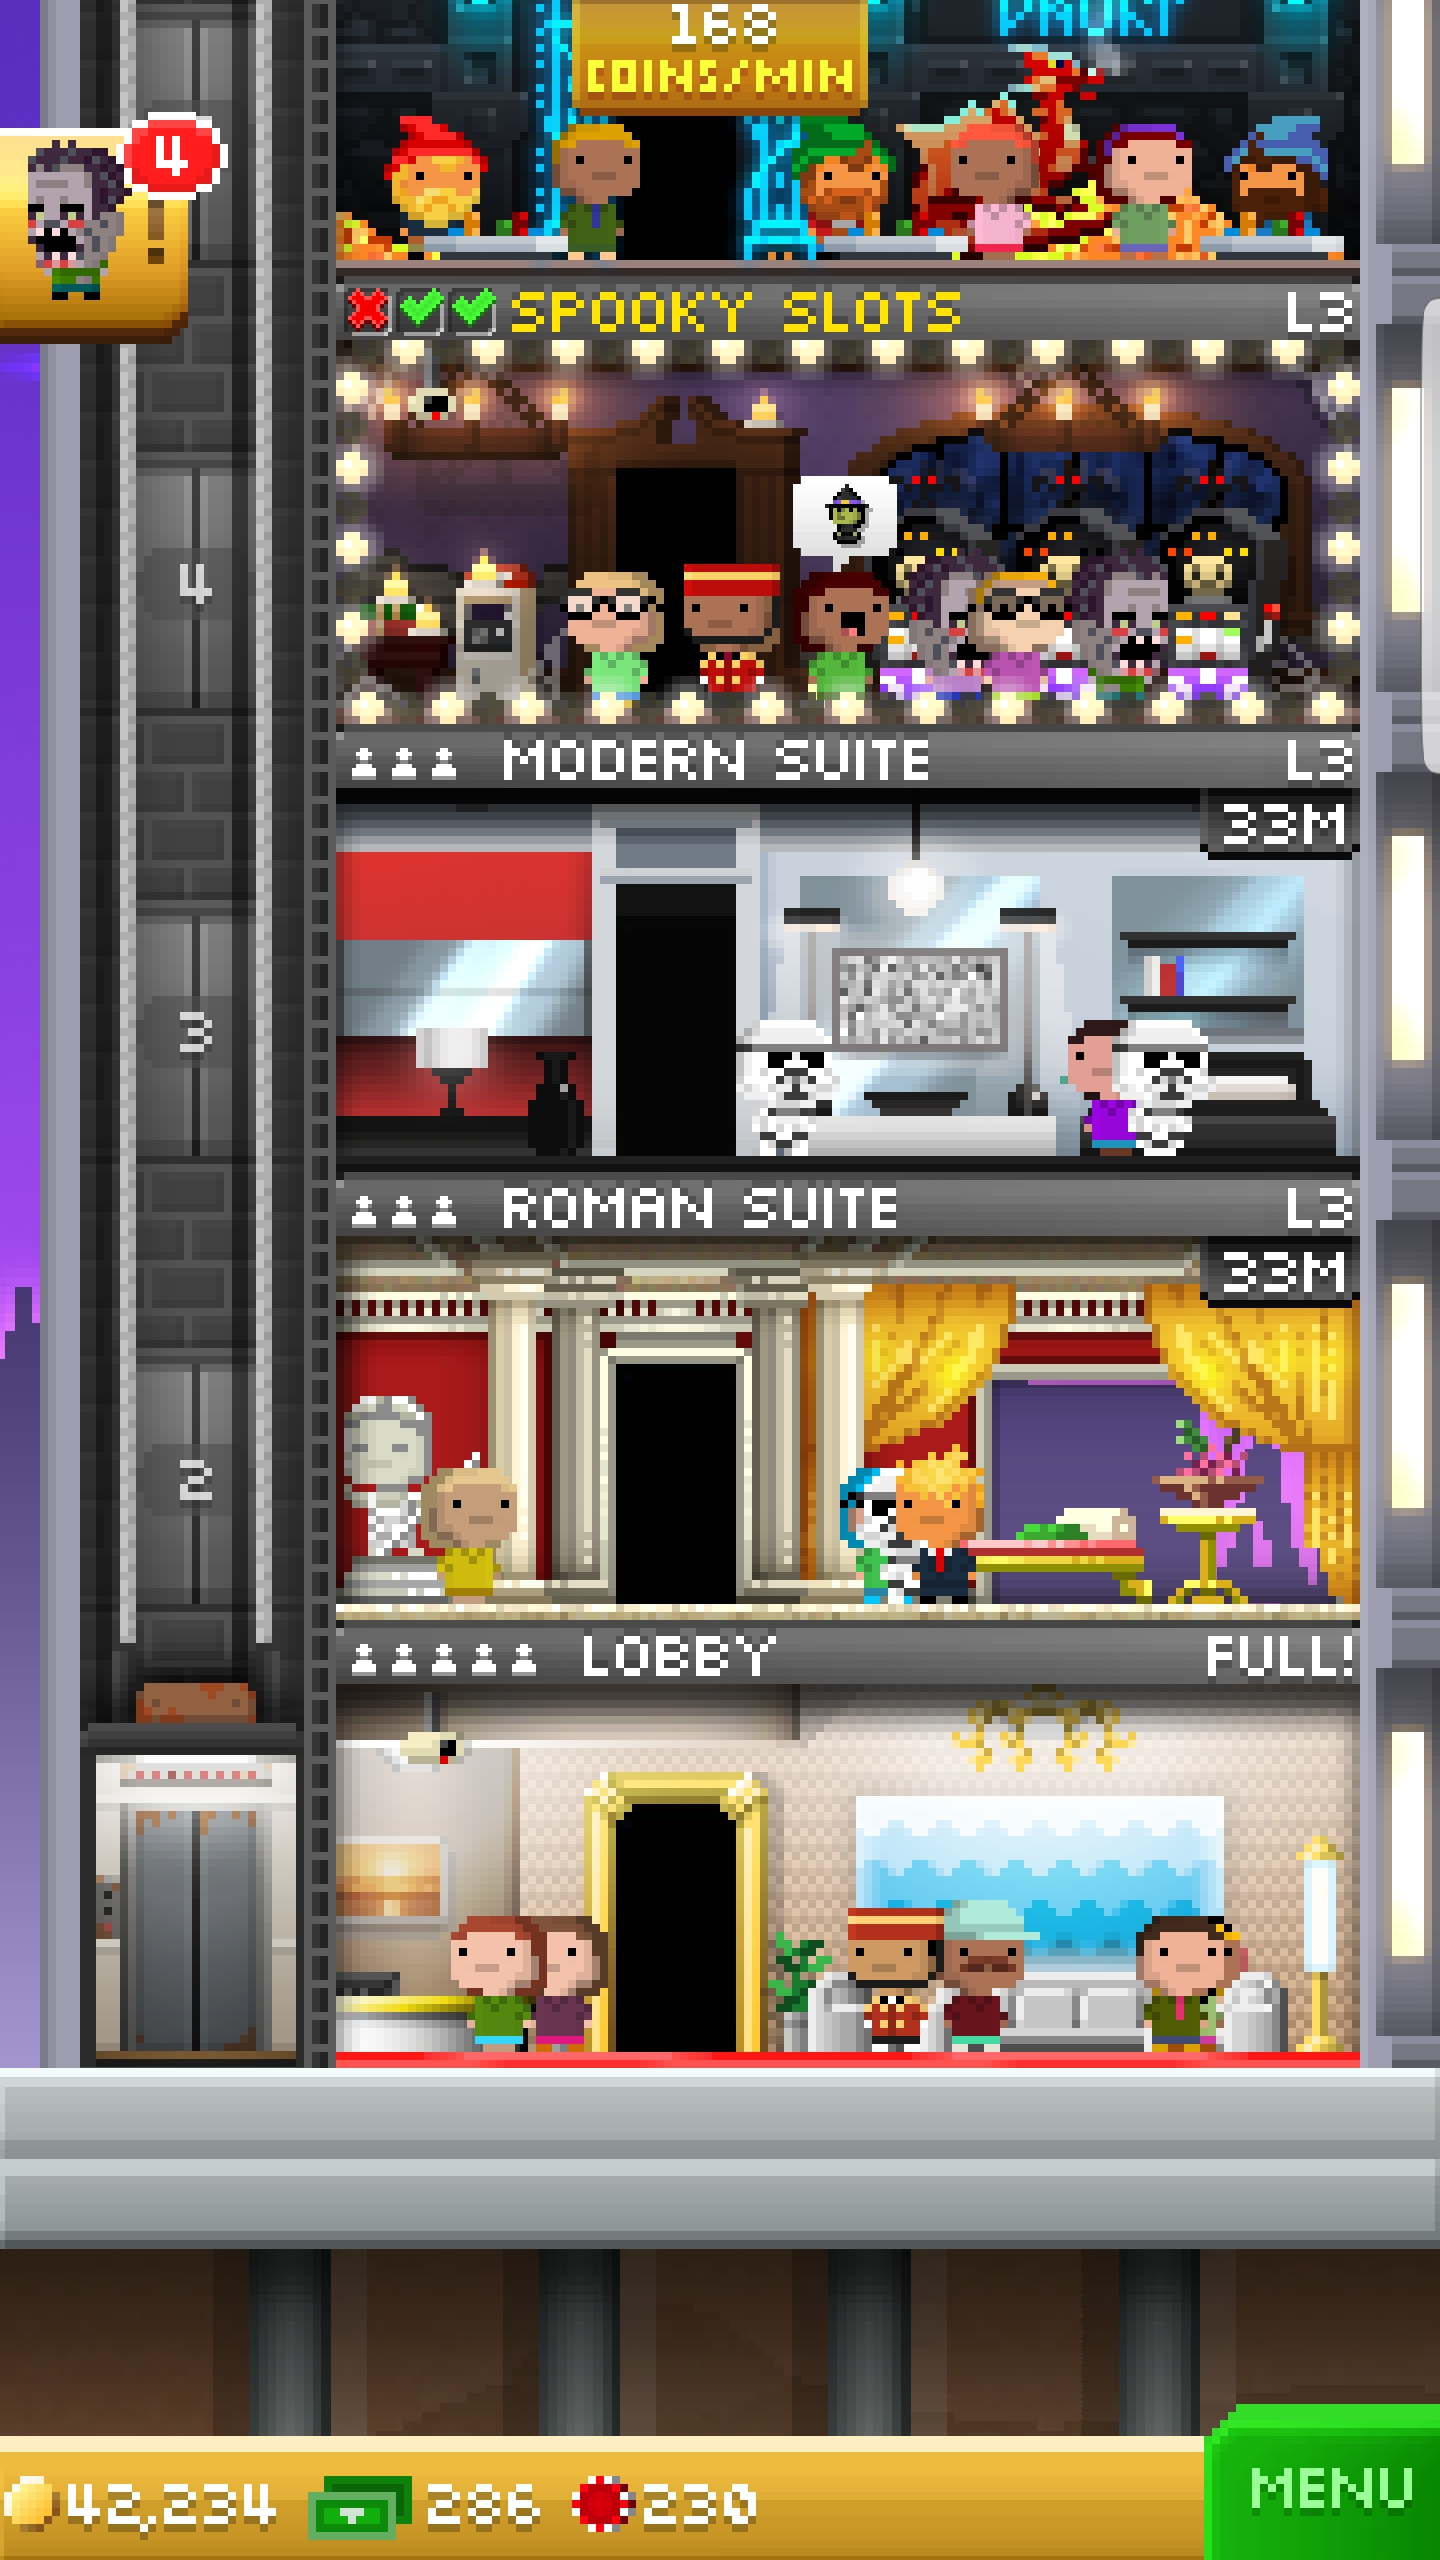 168
COINS/MIN
4
SPOOKY SLOTS L3
4
MODERN SUITE L3
33M
3
ROMAN SUITE L3
33M
2
LOBBY FULL!
42,234 286 230
MENU